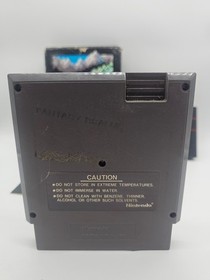 CAUTION
•DO NOT STORE IN EXTREME TEMPERATURES.
•DO NOT IMMERSE IN WATER.
•DO NOT CLEAN WITH BENZENE, THINNER,
ALCOHOL OR OTHER SUCH SOLVENTS.
Nintendo